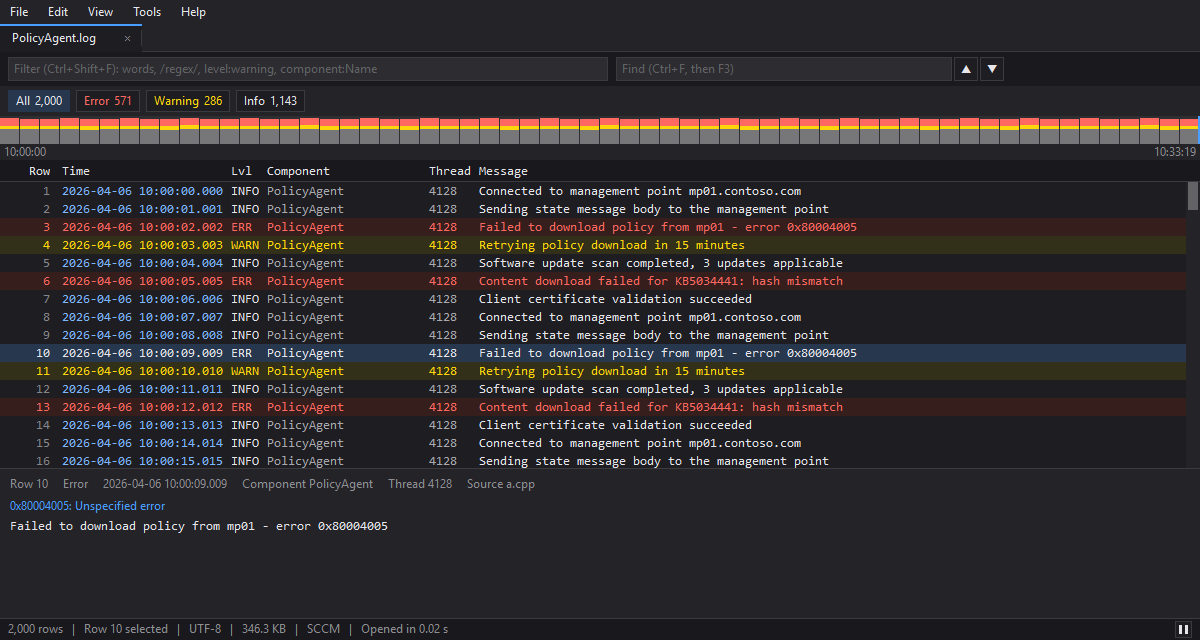 File Edit View Tools Help
PolicyAgent.log ×
Filter (Ctrl+Shift+F): words, /regex/, level:warning, component:Name Find (Ctrl+F, then F3) ▲ ▼
All 2,000 Error 571 Warning 286 Info 1,143
10:00:00 10:33:19
Row Time Lvl Component Thread Message
1 2026-04-06 10:00:00.000 INFO PolicyAgent 4128 Connected to management point mp01.contoso.com
2 2026-04-06 10:00:01.001 INFO PolicyAgent 4128 Sending state message body to the management point
3 2026-04-06 10:00:02.002 ERR PolicyAgent 4128 Failed to download policy from mp01 - error 0x80004005
4 2026-04-06 10:00:03.003 WARN PolicyAgent 4128 Retrying policy download in 15 minutes
5 2026-04-06 10:00:04.004 INFO PolicyAgent 4128 Software update scan completed, 3 updates applicable
6 2026-04-06 10:00:05.005 ERR PolicyAgent 4128 Content download failed for KB5034441: hash mismatch
7 2026-04-06 10:00:06.006 INFO PolicyAgent 4128 Client certificate validation succeeded
8 2026-04-06 10:00:07.007 INFO PolicyAgent 4128 Connected to management point mp01.contoso.com
9 2026-04-06 10:00:08.008 INFO PolicyAgent 4128 Sending state message body to the management point
10 2026-04-06 10:00:09.009 ERR PolicyAgent 4128 Failed to download policy from mp01 - error 0x80004005
11 2026-04-06 10:00:10.010 WARN PolicyAgent 4128 Retrying policy download in 15 minutes
12 2026-04-06 10:00:11.011 INFO PolicyAgent 4128 Software update scan completed, 3 updates applicable
13 2026-04-06 10:00:12.012 ERR PolicyAgent 4128 Content download failed for KB5034441: hash mismatch
14 2026-04-06 10:00:13.013 INFO PolicyAgent 4128 Client certificate validation succeeded
15 2026-04-06 10:00:14.014 INFO PolicyAgent 4128 Connected to management point mp01.contoso.com
16 2026-04-06 10:00:15.015 INFO PolicyAgent 4128 Sending state message body to the management point
Row 10 Error 2026-04-06 10:00:09.009 Component PolicyAgent Thread 4128 Source a.cpp
0x80004005: Unspecified error
Failed to download policy from mp01 - error 0x80004005
2,000 rows | Row 10 selected | UTF-8 | 346.3 KB | SCCM | Opened in 0.02 s